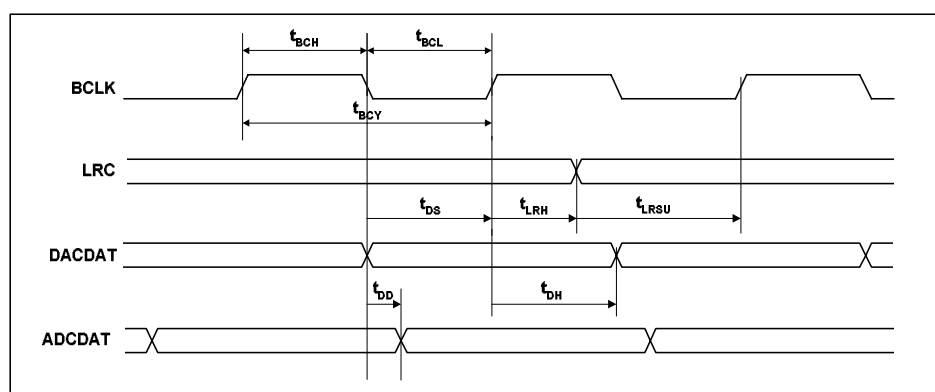 tBCH tBCL
BCLK
tBCY
LRC
tDS tLRH tLRSU
DACDAT
tDD tDH
ADCDAT